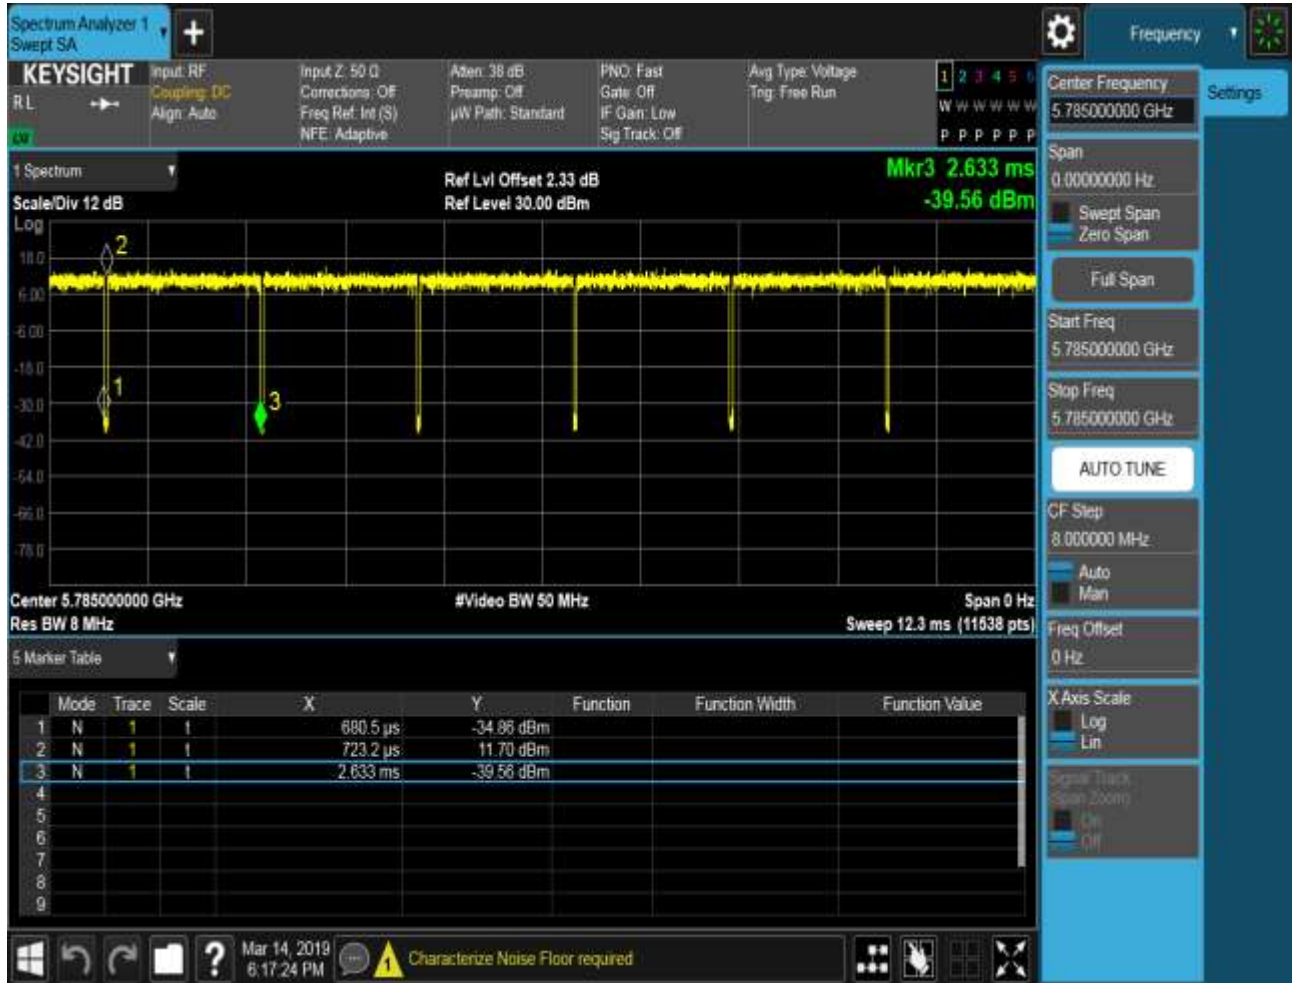 Spectrum Analyzer 1
Swept SA
Frequency
KEYSIGHT
R L
Input: RF
Coupling: DC
Align: Auto
Input Z: 50 Ω
Corrections: Off
Freq Ref: Int (S)
NFE: Adaptive
Atten: 38 dB
Preamp: Off
µW Path: Standard
PNO: Fast
Gate: Off
IF Gain: Low
Sig Track: Off
Avg Type: Voltage
Trig: Free Run
1 2 3 4 5 6
W W W W W W
P P P P P P
Center Frequency
5.785000000 GHz
Settings
1 Spectrum
Scale/Div 12 dB
Ref Lvl Offset 2.33 dB
Ref Level 30.00 dBm
Mkr3 2.633 ms
-39.56 dBm
Log
18.0
6.00
-6.00
-18.0
-30.0
-42.0
-54.0
-66.0
-78.0
2
1
3
Center 5.785000000 GHz
Res BW 8 MHz
#Video BW 50 MHz
Span 0 Hz
Sweep 12.3 ms (11538 pts)
Span
0.00000000 Hz
Swept Span
Zero Span
Full Span
Start Freq
5.785000000 GHz
Stop Freq
5.785000000 GHz
AUTO TUNE
CF Step
8.000000 MHz
Auto
Man
Freq Offset
0 Hz
X Axis Scale
Log
Lin
Signal Track
(Span Zoom)
On
Off
5 Marker Table
Mode Trace Scale X Y Function Function Width Function Value
1 N 1 t 680.5 µs -34.86 dBm
2 N 1 t 723.2 µs 11.70 dBm
3 N 1 t 2.633 ms -39.56 dBm
4
5
6
7
8
9
?
Mar 14, 2019
6:17:24 PM
1
Characterize Noise Floor required